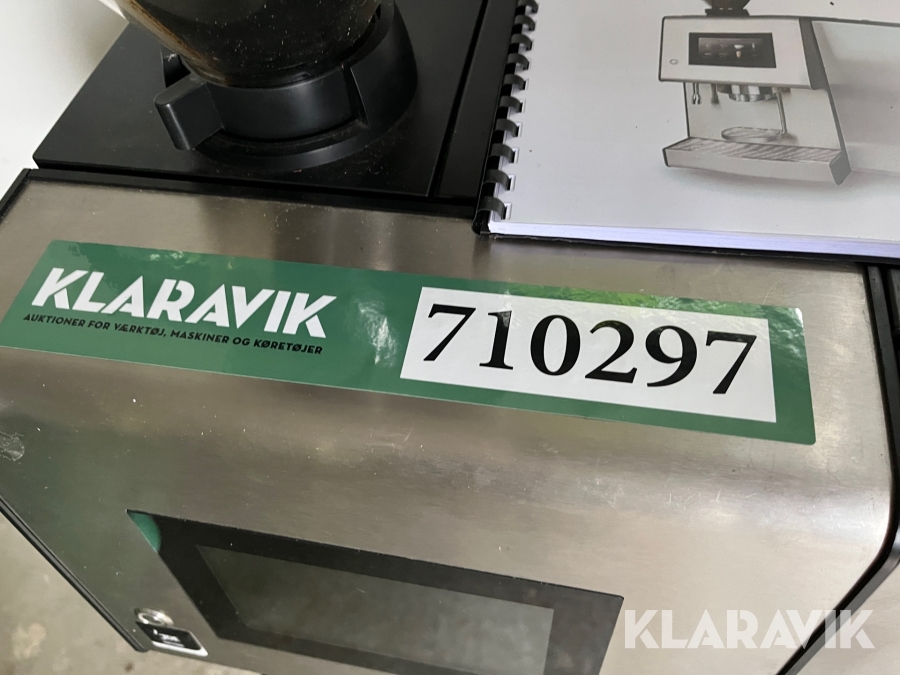 KLARAVIK
AUKTIONER FOR VÆRKTØJ, MASKINER OG KØRETØJER
710297
KLARAVIK